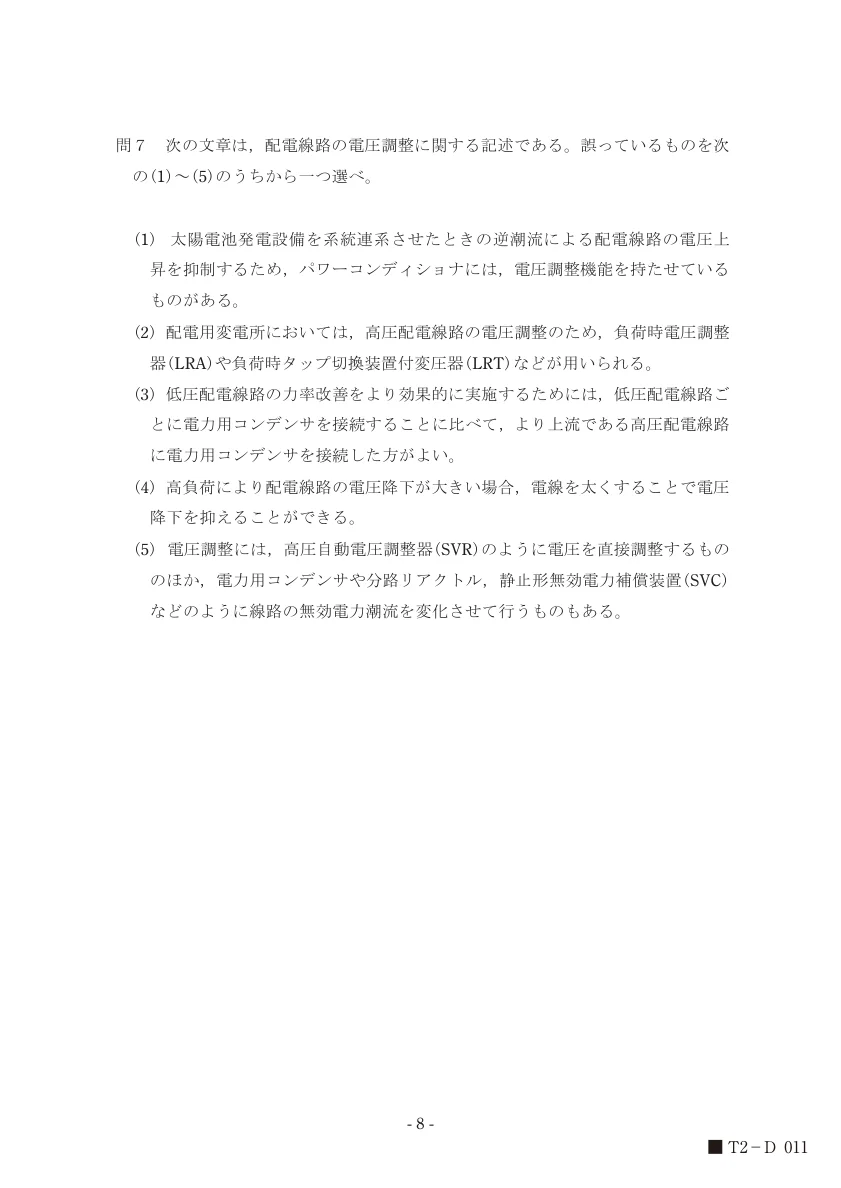 問７　次の文章は，配電線路の電圧調整に関する記述である。誤っているものを次
の(1)～(5)のうちから一つ選べ。
(1)　太陽電池発電設備を系統連系させたときの逆潮流による配電線路の電圧上
昇を抑制するため，パワーコンディショナには，電圧調整機能を持たせている
ものがある。
(2)　配電用変電所においては，高圧配電線路の電圧調整のため，負荷時電圧調整
器(LRA)や負荷時タップ切換装置付変圧器(LRT)などが用いられる。
(3)　低圧配電線路の力率改善をより効果的に実施するためには，低圧配電線路ご
とに電力用コンデンサを接続することに比べて，より上流である高圧配電線路
に電力用コンデンサを接続した方がよい。
(4)　高負荷により配電線路の電圧降下が大きい場合，電線を太くすることで電圧
降下を抑えることができる。
(5)　電圧調整には，高圧自動電圧調整器(SVR)のように電圧を直接調整するもの
のほか，電力用コンデンサや分路リアクトル，静止形無効電力補償装置(SVC)
などのように線路の無効電力潮流を変化させて行うものもある。
- 8 -
■ T2－D 011